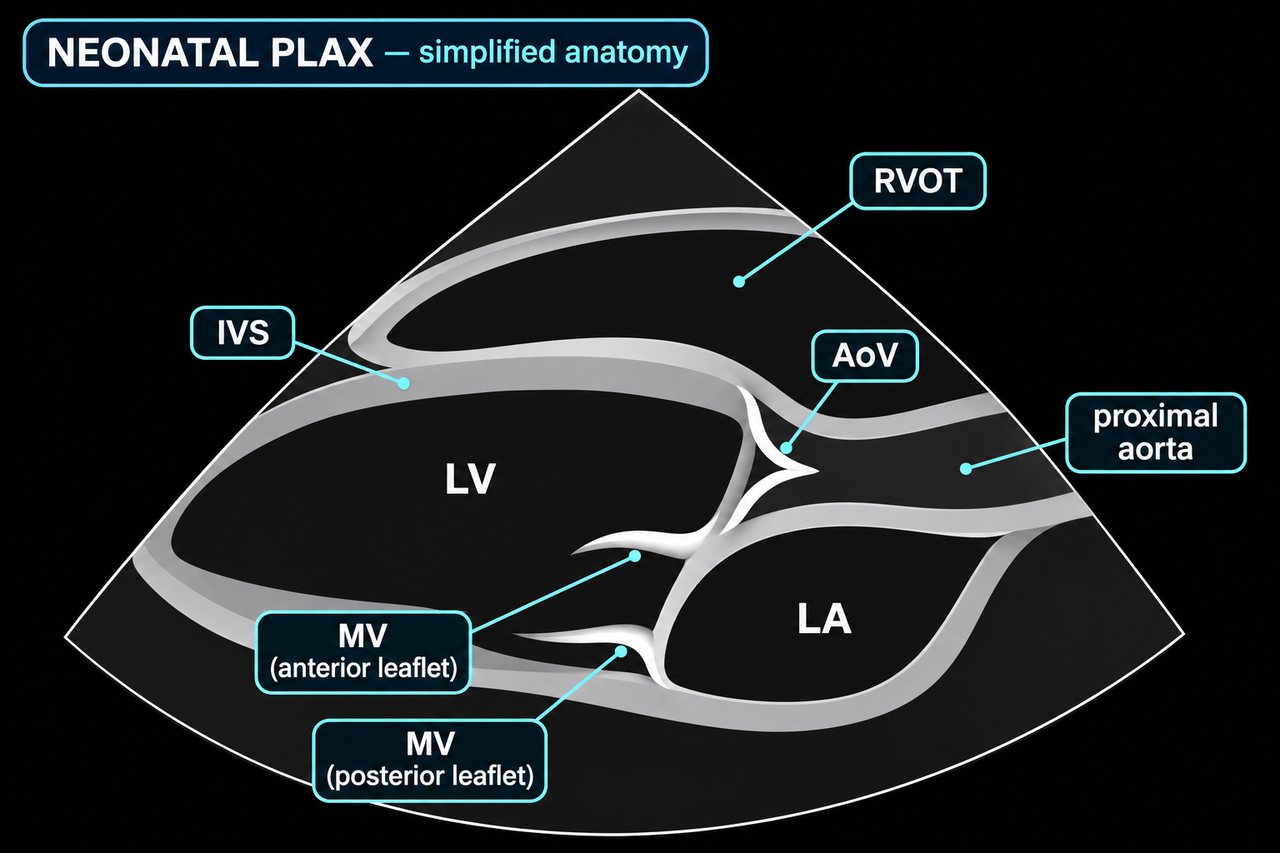 NEONATAL PLAX — simplified anatomy
RVOT
IVS
AoV
proximal
aorta
LV
LA
MV
(anterior leaflet)
MV
(posterior leaflet)